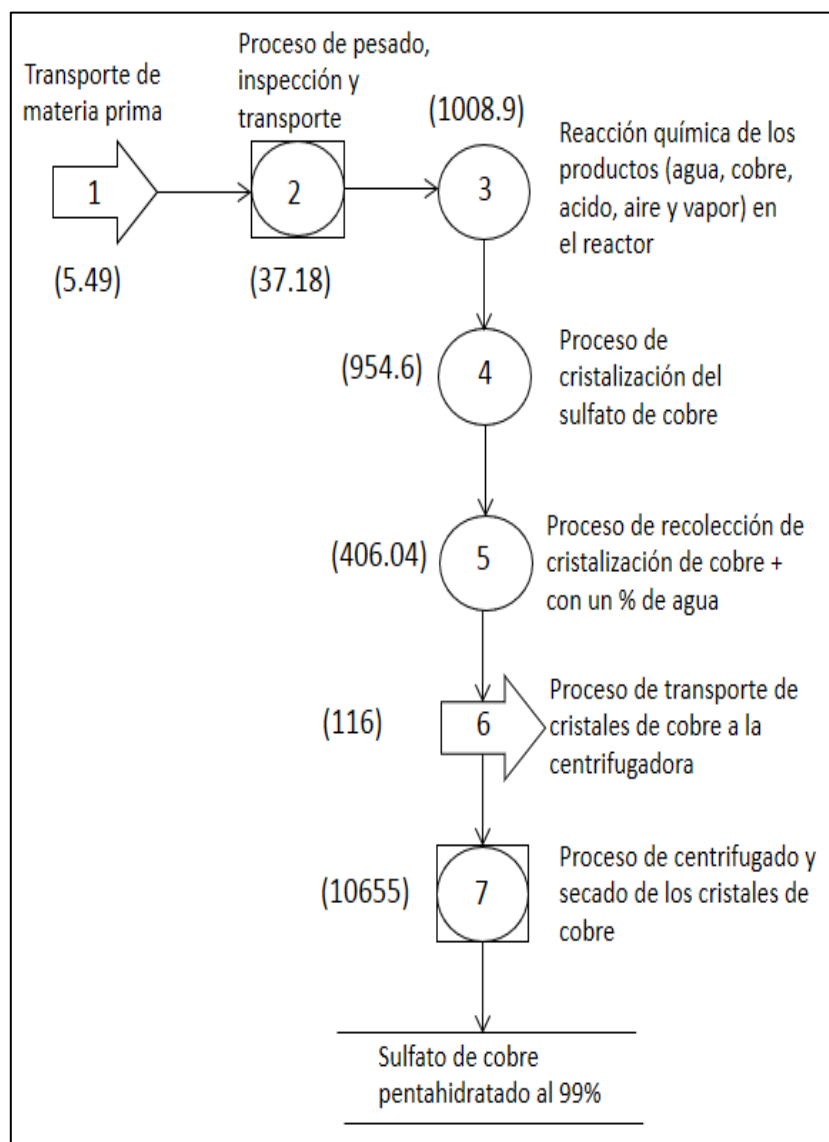 Transporte de
materia prima
1
(5.49)
Proceso de pesado,
inspección y
transporte
2
(37.18)
(1008.9)
3
Reacción química de los
productos (agua, cobre,
acido, aire y vapor) en
el reactor
(954.6)
4
Proceso de
cristalización del
sulfato de cobre
(406.04)
5
Proceso de recolección de
cristalización de cobre +
con un % de agua
(116)
6
Proceso de transporte de
cristales de cobre a la
centrifugadora
(10655)
7
Proceso de centrifugado y
secado de los cristales de
cobre
Sulfato de cobre
pentahidratado al 99%